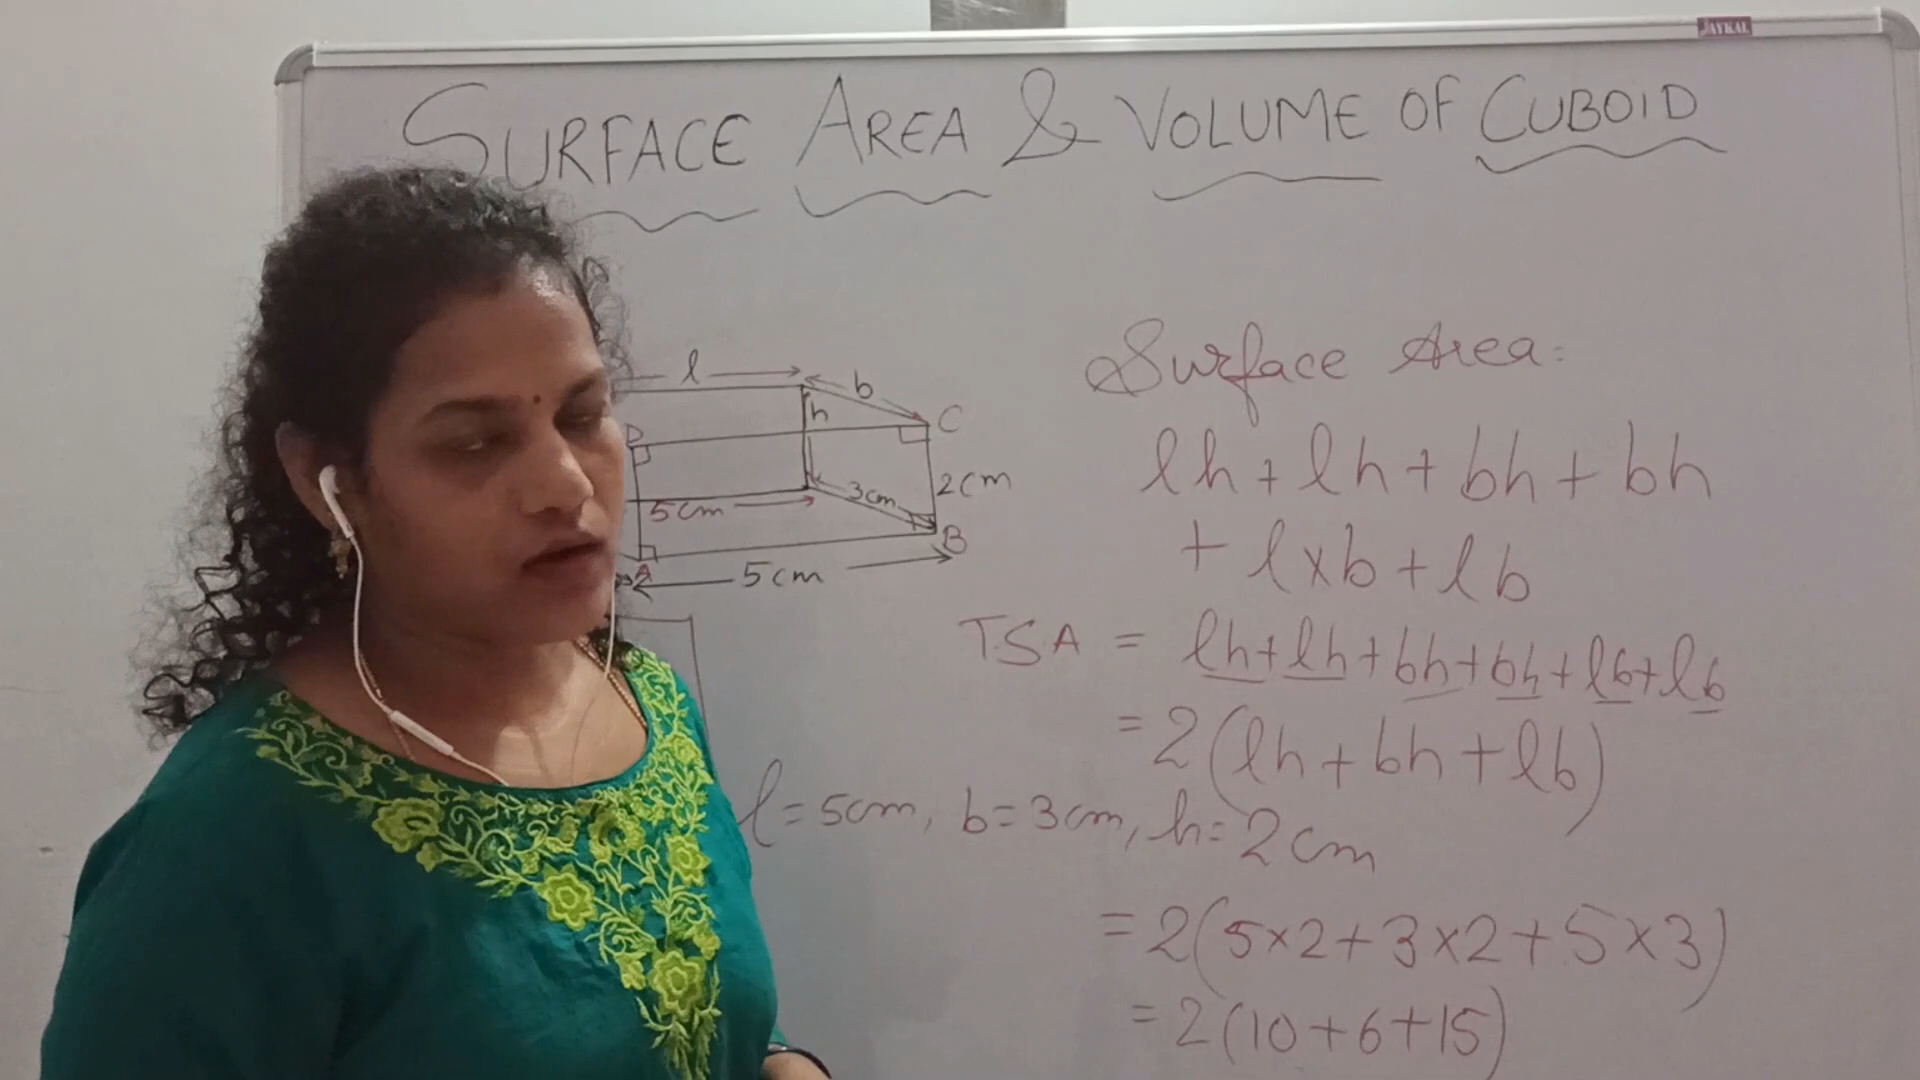 JAYKAL
SURFACE AREA & VOLUME OF CUBOID
l
b
h
D
C
2cm
3cm
5cm
A
B
5cm
Surface Area:
lh + lh + bh + bh
+ l×b + lb
TSA = lh+lh+bh+bh+lb+lb
= 2(lh+bh+lb)
l=5cm, b=3cm, h=2cm
= 2(5×2+3×2+5×3)
= 2(10+6+15)